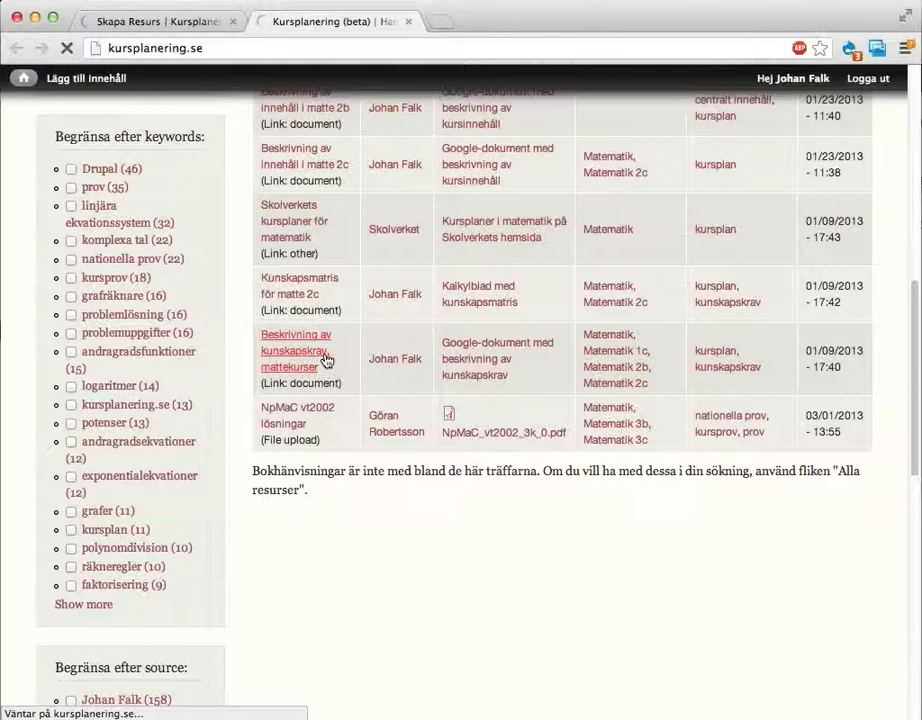 Skapa Resurs | Kursplane
Kursplanering (beta) | Ha
kursplanering.se
ABP
3
Lägg till innehåll
Hej Johan Falk
Logga ut
Begränsa efter keywords:
Drupal (46)
prov (35)
linjära
ekvationssystem (32)
komplexa tal (22)
nationella prov (22)
kursprov (18)
grafräknare (16)
problemlösning (16)
problemuppgifter (16)
andragradsfunktioner
(15)
logaritmer (14)
kursplanering.se (13)
potenser (13)
andragradsekvationer
(12)
exponentialekvationer
(12)
grafer (11)
kursplan (11)
polynomdivision (10)
räkneregler (10)
faktorisering (9)
Show more
Begränsa efter source:
Johan Falk (158)
Beskrivning av
innehåll i matte 2b
(Link: document)
Johan Falk
Google-dokument med
beskrivning av
kursinnehåll
centralt innehåll,
kursplan
01/23/2013
- 11:40
Beskrivning av
innehåll i matte 2c
(Link: document)
Johan Falk
Google-dokument med
beskrivning av
kursinnehåll
Matematik,
Matematik 2c
kursplan
01/23/2013
- 11:38
Skolverkets
kursplaner för
matematik
(Link: other)
Skolverket
Kursplaner i matematik på
Skolverkets hemsida
Matematik
kursplan
01/09/2013
- 17:43
Kunskapsmatris
för matte 2c
(Link: document)
Johan Falk
Kalkylblad med
kunskapsmatris
Matematik,
Matematik 2c
kursplan,
kunskapskrav
01/09/2013
- 17:42
Beskrivning av
kunskapskrav,
mattekurser
(Link: document)
Johan Falk
Google-dokument med
beskrivning av
kunskapskrav
Matematik,
Matematik 1c,
Matematik 2b,
Matematik 2c
kursplan,
kunskapskrav
01/09/2013
- 17:40
NpMaC vt2002
lösningar
(File upload)
Göran
Robertsson
NpMaC_vt2002_3k_0.pdf
Matematik,
Matematik 3b,
Matematik 3c
nationella prov,
kursprov, prov
03/01/2013
- 13:55
Bokhänvisningar är inte med bland de här träffarna. Om du vill ha med dessa i din sökning, använd fliken "Alla
resurser".
Väntar på kursplanering.se...